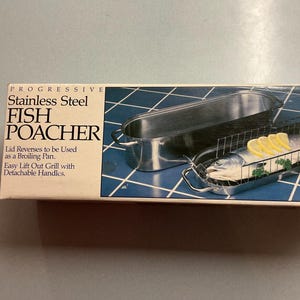 PROGRESSIVE
Stainless Steel
FISH
POACHER
Lid Reverses to be Used
as a Broiling Pan.
Easy Lift Out Grill with
Detachable Handles.